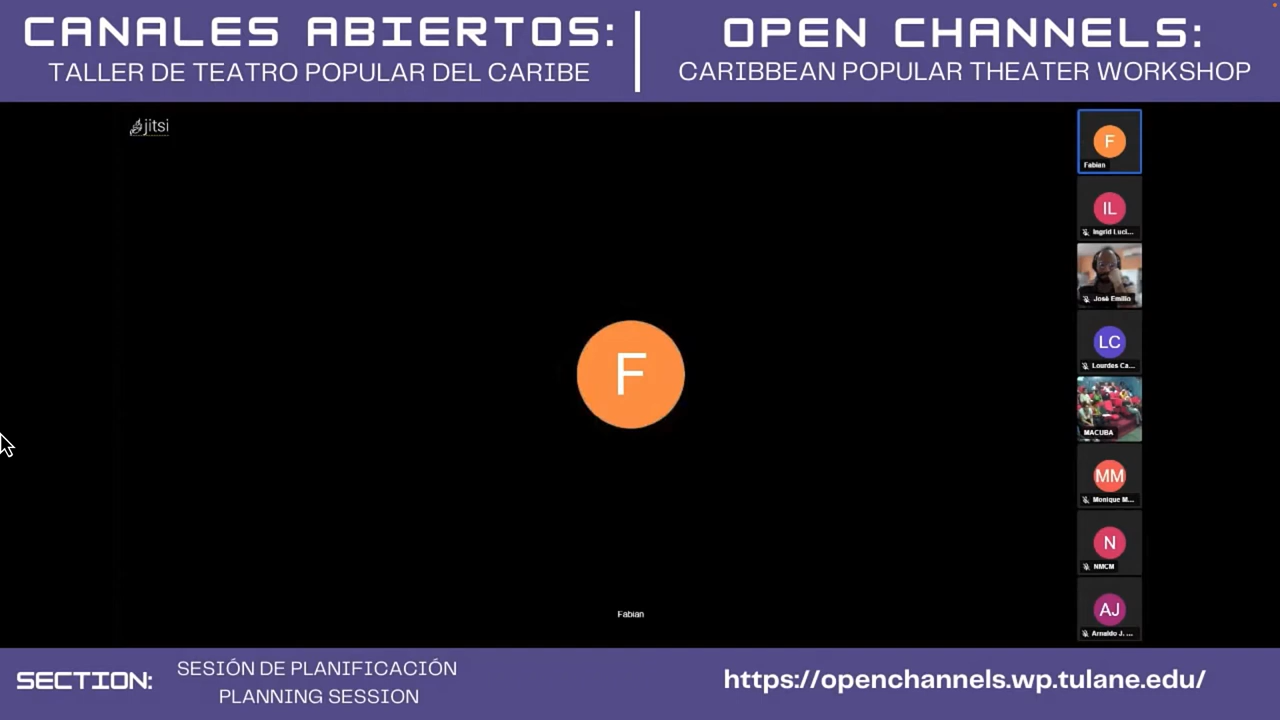 CANALES ABIERTOS:
TALLER DE TEATRO POPULAR DEL CARIBE
OPEN CHANNELS:
CARIBBEAN POPULAR THEATER WORKSHOP
jitsi
F
Fabian
IL
Ingrid Luci...
José Emilio
LC
Lourdes Ca...
MACUBA
MM
Monique M...
N
NMCM
AJ
Arnaldo J. ...
F
Fabian
SECTION:
SESIÓN DE PLANIFICACIÓN
PLANNING SESSION
https://openchannels.wp.tulane.edu/